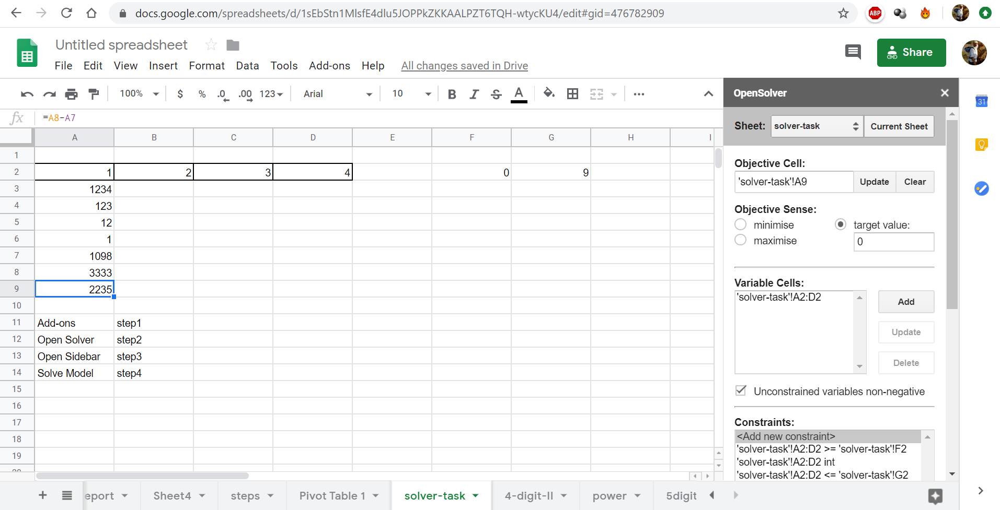 docs.google.com/spreadsheets/d/1sEbStn1MlsfE4dlu5JOPPkZKKAALPZT6TQH-wtycKU4/edit#gid=476782909
ABP
Untitled spreadsheet
File Edit View Insert Format Data Tools Add-ons Help All changes saved in Drive
Share
100% $ % .0 .00 123 Arial 10 B I S A
OpenSolver
31
fx =A8-A7
Sheet: solver-task Current Sheet
A B C D E F G H I
1
2 1 2 3 4 0 9
3 1234
4 123
5 12
6 1
7 1098
8 3333
9 2235
10
11 Add-ons step1
12 Open Solver step2
13 Open Sidebar step3
14 Solve Model step4
15
16
17
18
19
20
Objective Cell:
'solver-task'!A9 Update Clear
Objective Sense:
minimise target value:
maximise 0
Variable Cells:
'solver-task'!A2:D2 Add
Update
Delete
Unconstrained variables non-negative
Constraints:
<Add new constraint>
'solver-task'!A2:D2 >= 'solver-task'!F2
'solver-task'!A2:D2 int
'solver-task'!A2:D2 <= 'solver-task'!G2
eport Sheet4 steps Pivot Table 1 solver-task 4-digit-II power 5digit